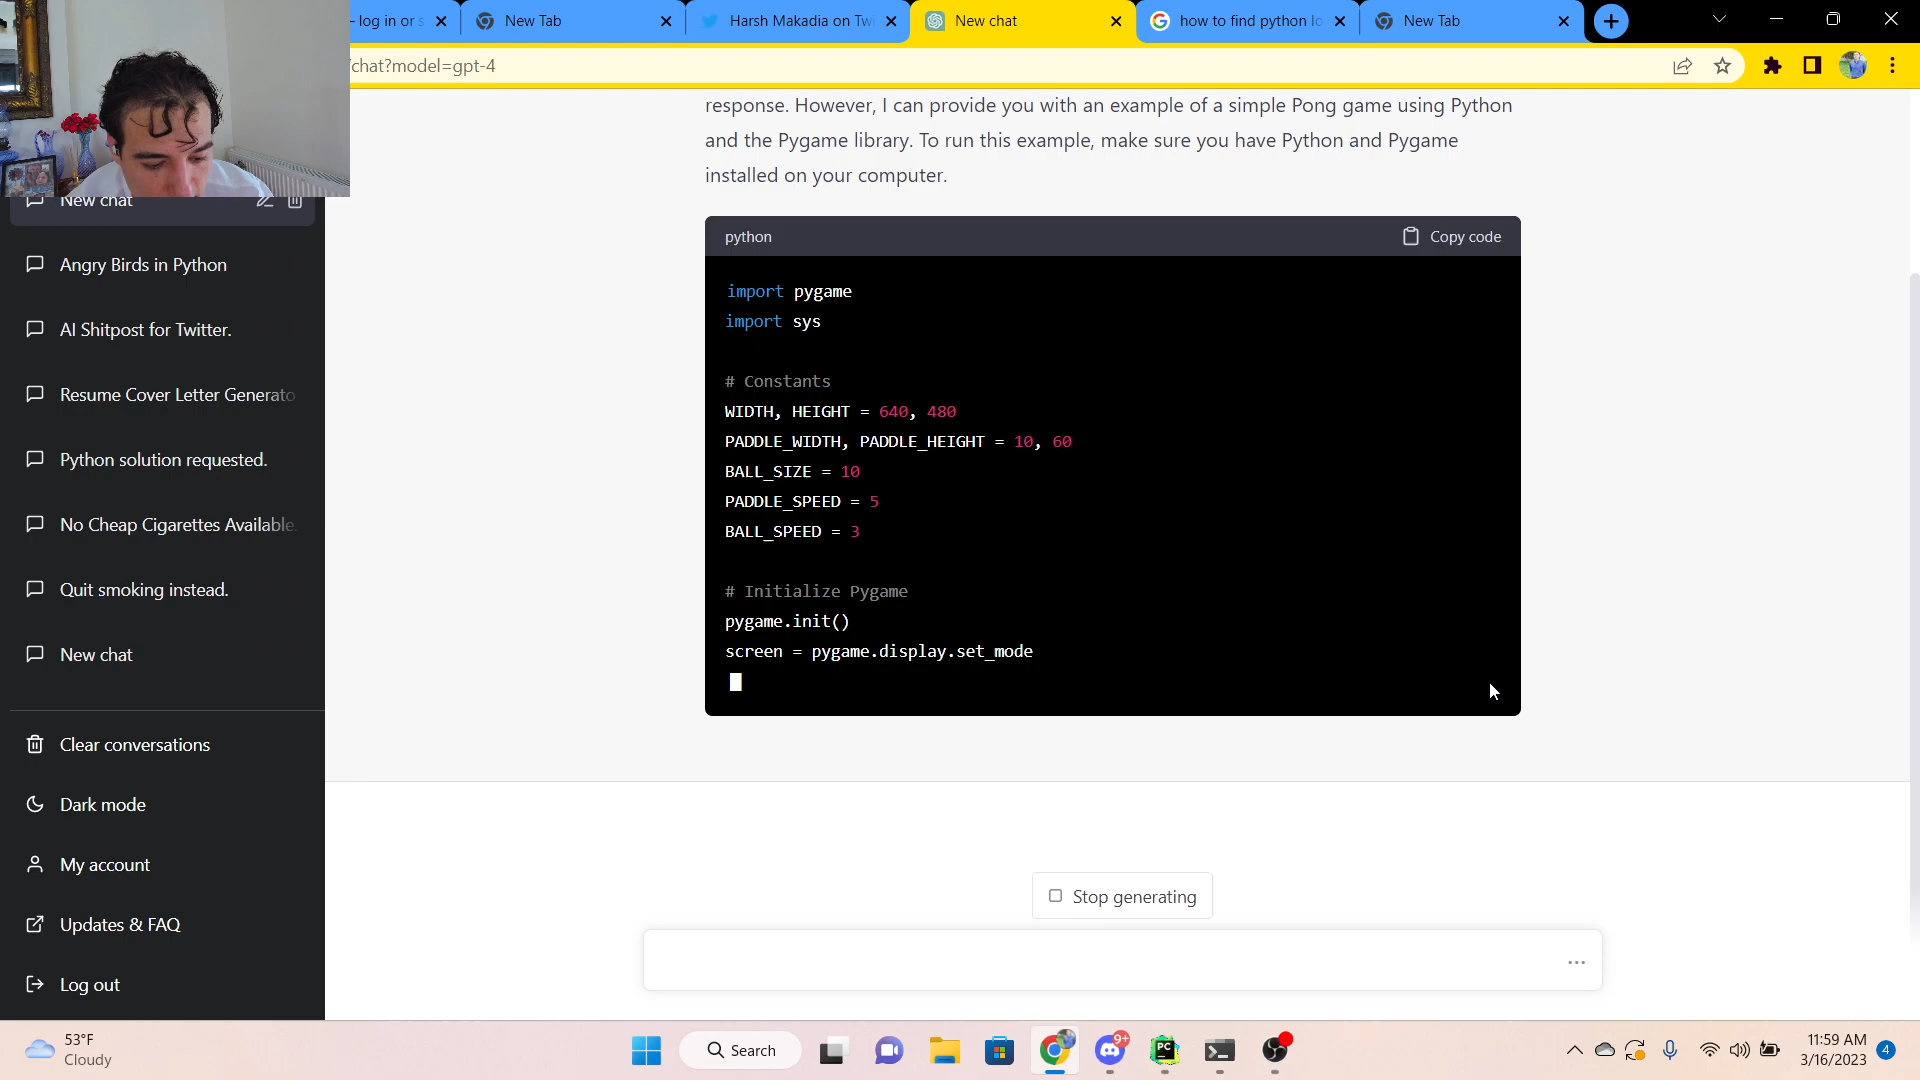 - log in or s
New Tab
Harsh Makadia on Twi
New chat
how to find python lo
New Tab
/chat?model=gpt-4
response. However, I can provide you with an example of a simple Pong game using Python
and the Pygame library. To run this example, make sure you have Python and Pygame
installed on your computer.
python
Copy code
import pygame
import sys
# Constants
WIDTH, HEIGHT = 640, 480
PADDLE_WIDTH, PADDLE_HEIGHT = 10, 60
BALL_SIZE = 10
PADDLE_SPEED = 5
BALL_SPEED = 3
# Initialize Pygame
pygame.init()
screen = pygame.display.set_mode
Stop generating
New chat
Angry Birds in Python
AI Shitpost for Twitter.
Resume Cover Letter Generato
Python solution requested.
No Cheap Cigarettes Available.
Quit smoking instead.
New chat
Clear conversations
Dark mode
My account
Updates & FAQ
Log out
53°F
Cloudy
Search
9+
PC
11:59 AM
3/16/2023
4